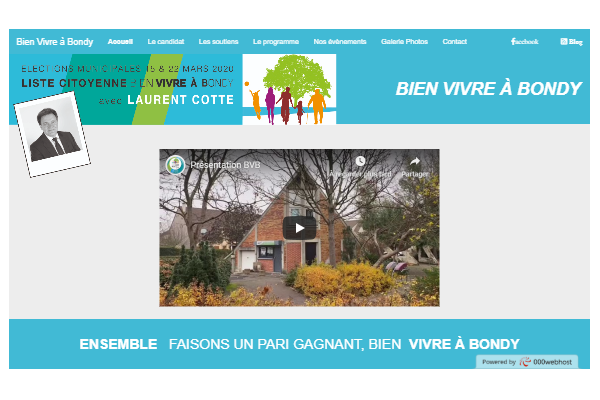 Bien Vivre à Bondy Accueil Le candidat Les soutiens Le programme Nos évènements Galerie Photos Contact facebook Blog
ELECTIONS MUNICIPALES 15 & 22 MARS 2020
LISTE CITOYENNE BIEN VIVRE À BONDY
avec LAURENT COTTE
BIEN VIVRE À BONDY
Présentation BVB
À regarder plus tard Partager
ENSEMBLE FAISONS UN PARI GAGNANT, BIEN VIVRE À BONDY
Powered by 000webhost